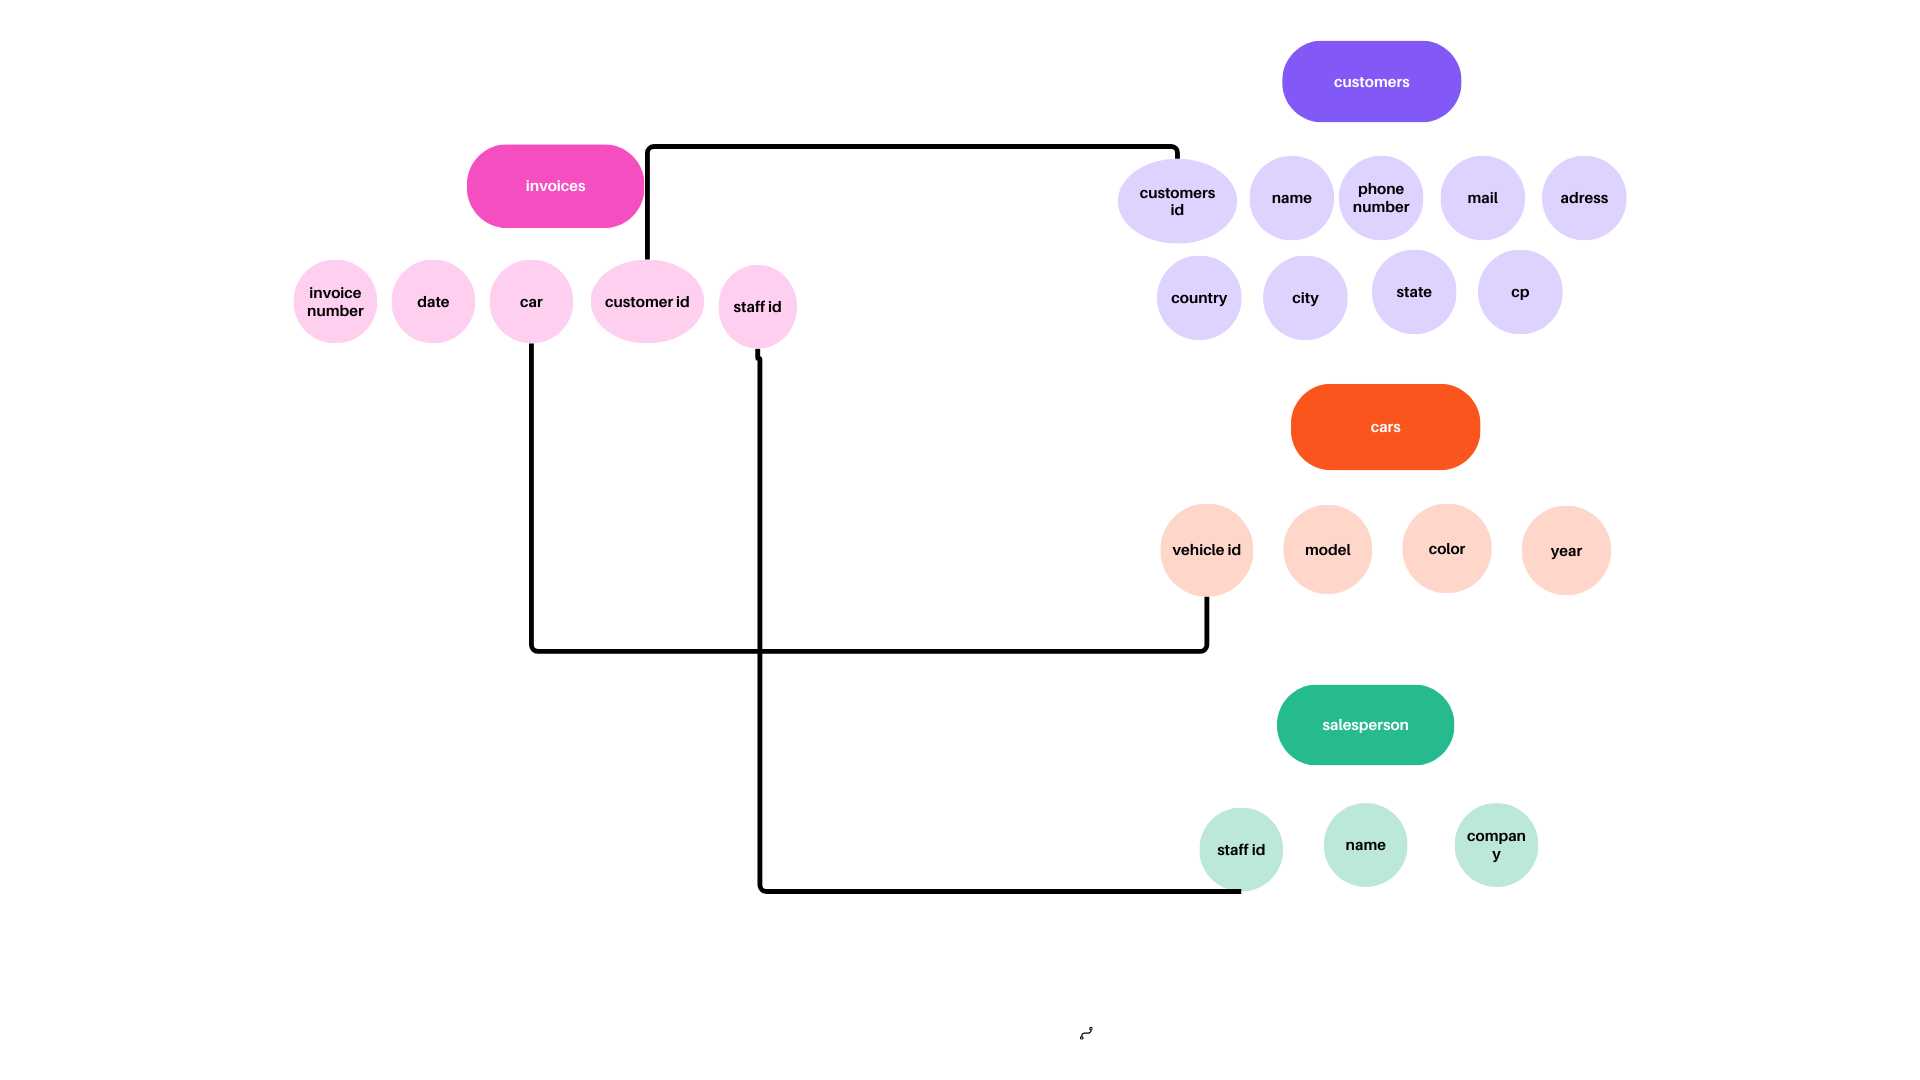 customers
invoices
customers
id
name
phone
number
mail
adress
country
city
state
cp
invoice
number
date
car
customer id
staff id
cars
vehicle id
model
color
year
salesperson
staff id
name
compan
y